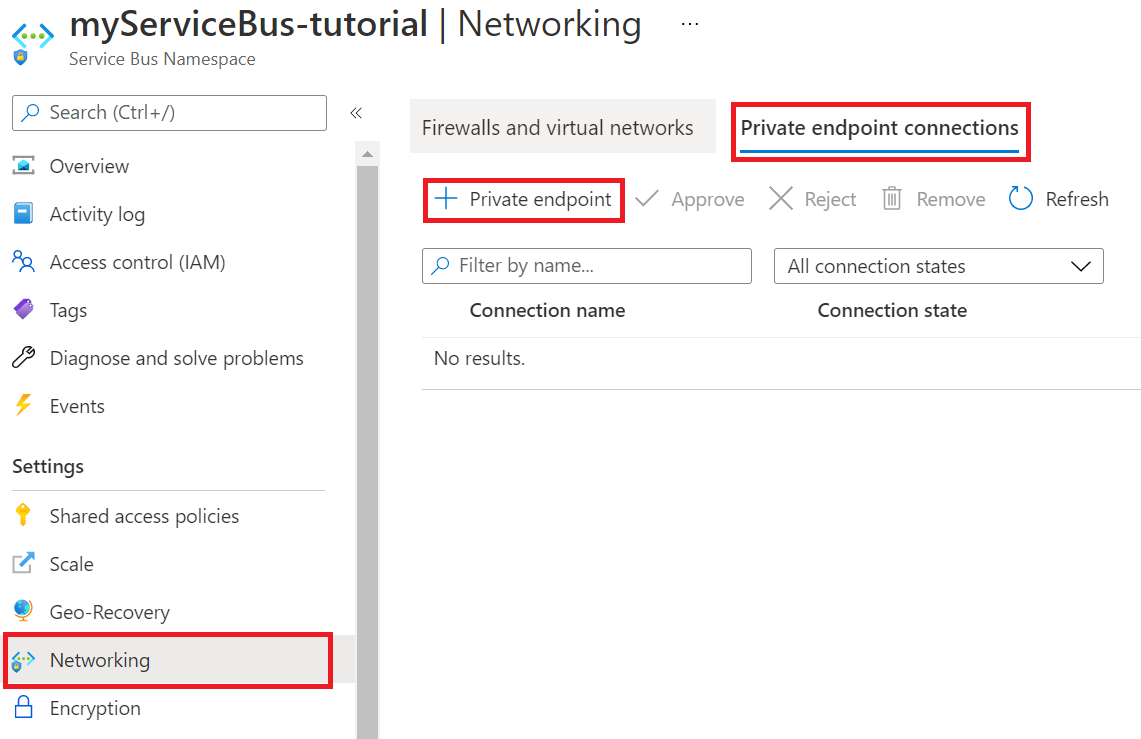 myServiceBus-tutorial | Networking ...
Service Bus Namespace
Search (Ctrl+/)
«
Overview
Activity log
Access control (IAM)
Tags
Diagnose and solve problems
Events
Settings
Shared access policies
Scale
Geo-Recovery
Networking
Encryption
Firewalls and virtual networks
Private endpoint connections
Private endpoint
Approve
Reject
Remove
Refresh
Filter by name...
All connection states
Connection name
Connection state
No results.